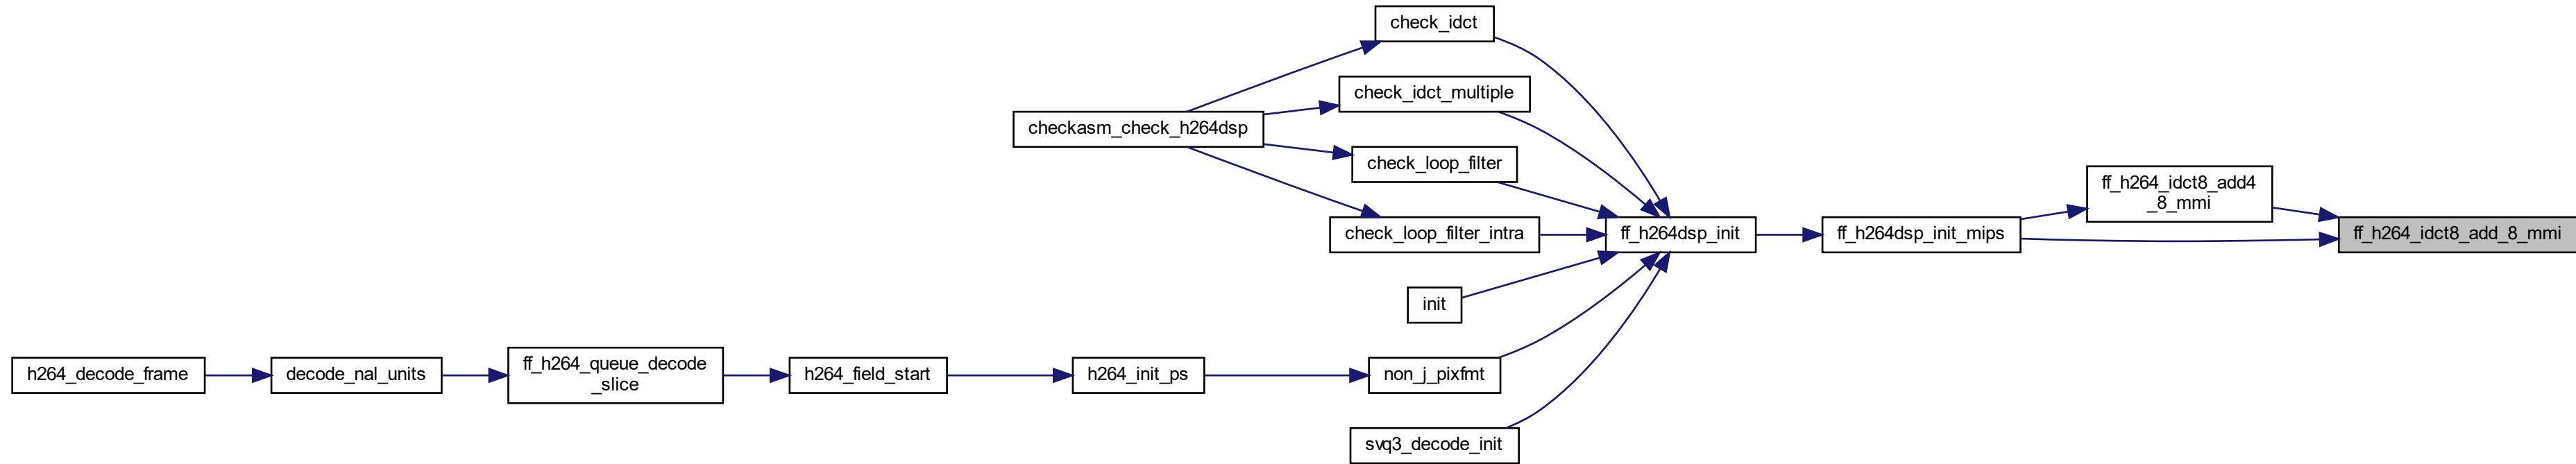 check_idct
check_idct_multiple
checkasm_check_h264dsp
check_loop_filter
ff_h264_idct8_add4
_8_mmi
check_loop_filter_intra
ff_h264dsp_init
ff_h264dsp_init_mips
ff_h264_idct8_add_8_mmi
init
h264_decode_frame
decode_nal_units
ff_h264_queue_decode
_slice
h264_field_start
h264_init_ps
non_j_pixfmt
svq3_decode_init